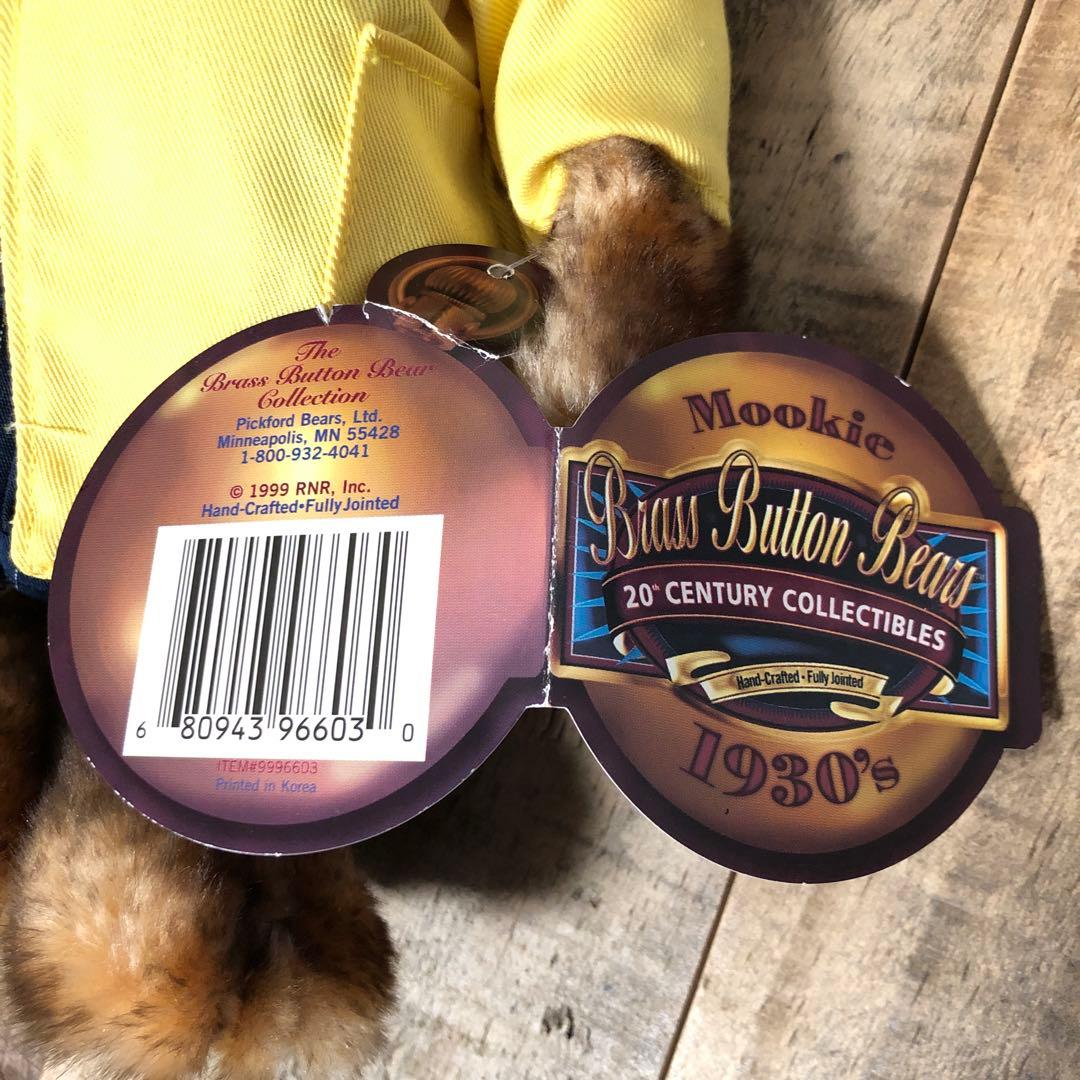 The
Brass Button Bear
Collection
Pickford Bears, Ltd.
Minneapolis, MN 55428
1-800-932-4041
© 1999 RNR, Inc.
Hand-Crafted•Fully Jointed
6 80943 96603 0
ITEM#9996603
Printed in Korea
Mookie
Brass Button Bears™
20th CENTURY COLLECTIBLES
Hand-Crafted • Fully Jointed
1930's